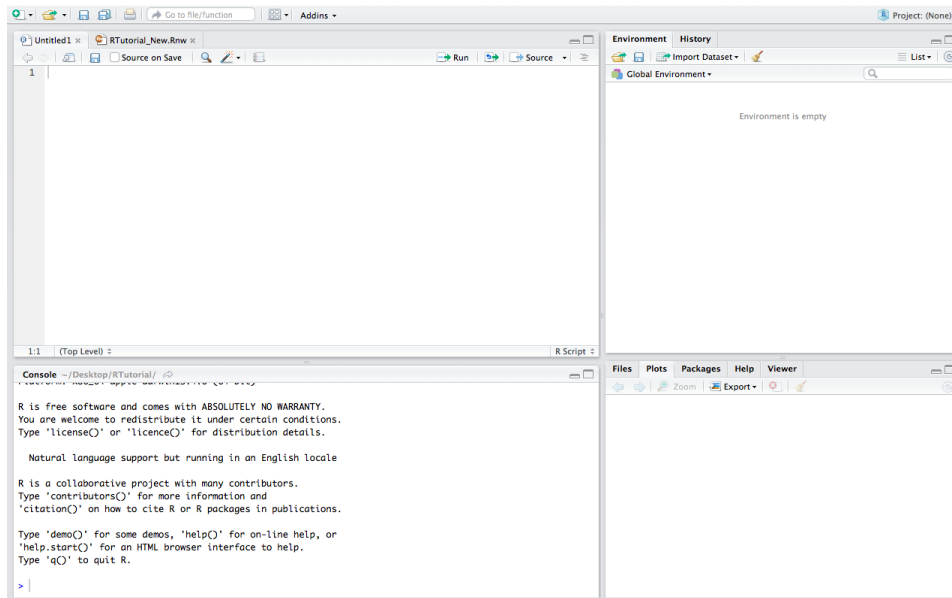 Go to file/function
Addins
Project: (None)
Untitled1
RTutorial_New.Rnw
Source on Save
Run
Source
1
1:1 (Top Level)
R Script
Console ~/Desktop/RTutorial/
R is free software and comes with ABSOLUTELY NO WARRANTY.
You are welcome to redistribute it under certain conditions.
Type 'license()' or 'licence()' for distribution details.
Natural language support but running in an English locale
R is a collaborative project with many contributors.
Type 'contributors()' for more information and
'citation()' on how to cite R or R packages in publications.
Type 'demo()' for some demos, 'help()' for on-line help, or
'help.start()' for an HTML browser interface to help.
Type 'q()' to quit R.
>
Environment History
Import Dataset
List
Global Environment
Environment is empty
Files Plots Packages Help Viewer
Zoom Export